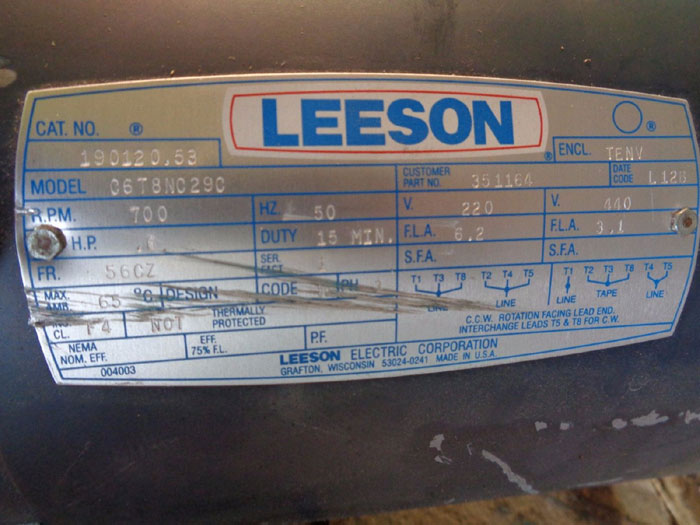 LEESON ®
CAT. NO. ®
190120.53
ENCL. TENV
MODEL C6T8NC29C
CUSTOMER PART NO. 351164
DATE CODE L12B
R.P.M. 700
HZ. 50
V. 220
V. 440
H.P.
DUTY 15 MIN.
F.L.A. 6.2
F.L.A. 3.1
FR. 56CZ
SER. FACT.
S.F.A.
S.F.A.
MAX. AMB. 65 °C
DESIGN
CODE
PH
T1 T3 T8 T2 T4 T5
LINE
T1 T2 T3 T8 T4 T5
LINE TAPE LINE
CL.
NOT
THERMALLY PROTECTED
C.C.W. ROTATION FACING LEAD END.
INTERCHANGE LEADS T5 & T8 FOR C.W.
NEMA NOM. EFF.
EFF. 75% F.L.
P.F.
LEESON ELECTRIC CORPORATION
GRAFTON, WISCONSIN 53024-0241 MADE IN U.S.A.
004003